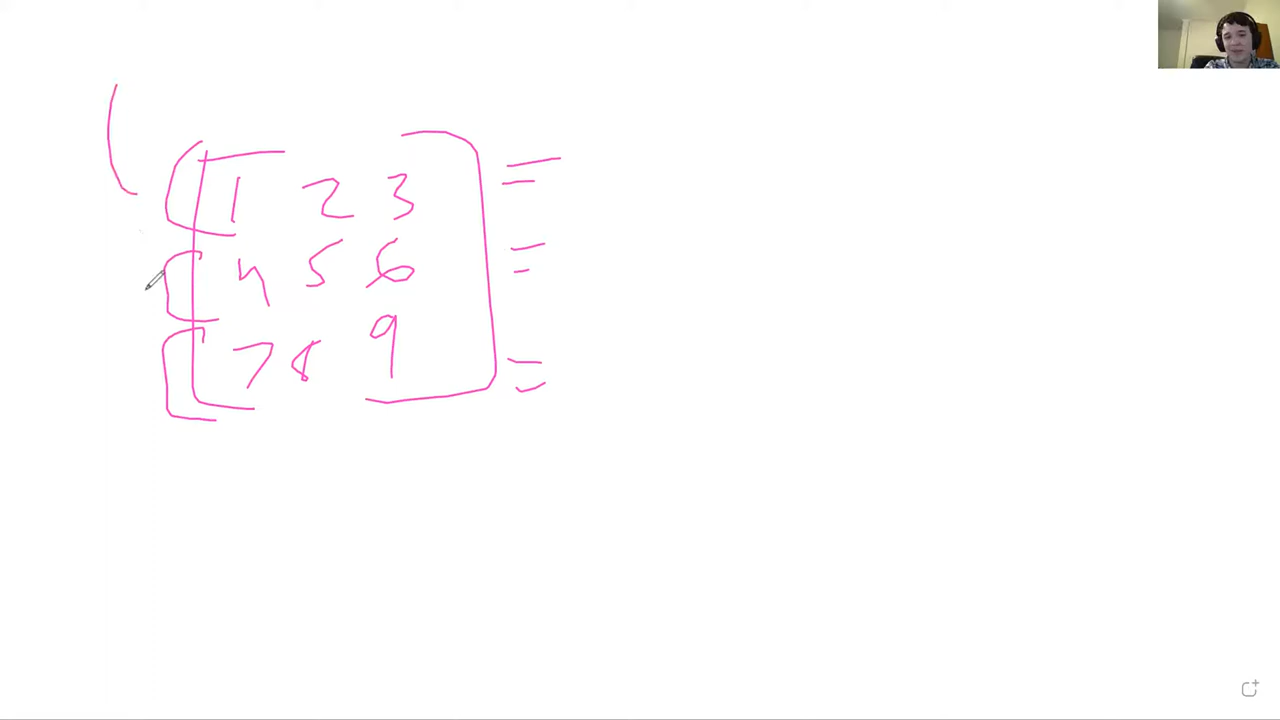 1 2 3 =
4 5 6 =
7 8 9 =